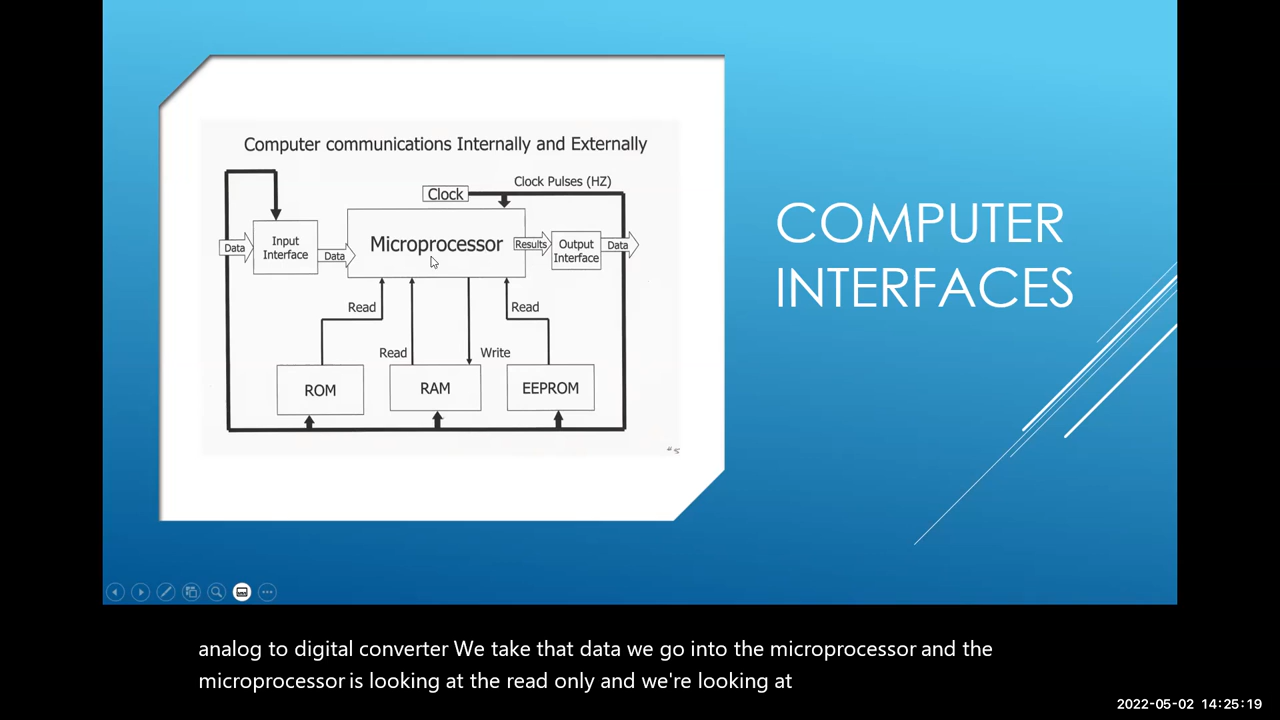 Computer communications Internally and Externally
Clock Pulses (HZ)
Clock
Input
Interface
Data
Data
Microprocessor
Results
Output
Interface
Data
Read
Read
Read
Write
ROM
RAM
EEPROM
COMPUTER
INTERFACES
analog to digital converter We take that data we go into the microprocessor and the
microprocessor is looking at the read only and we're looking at
2022-05-02 14:25:19